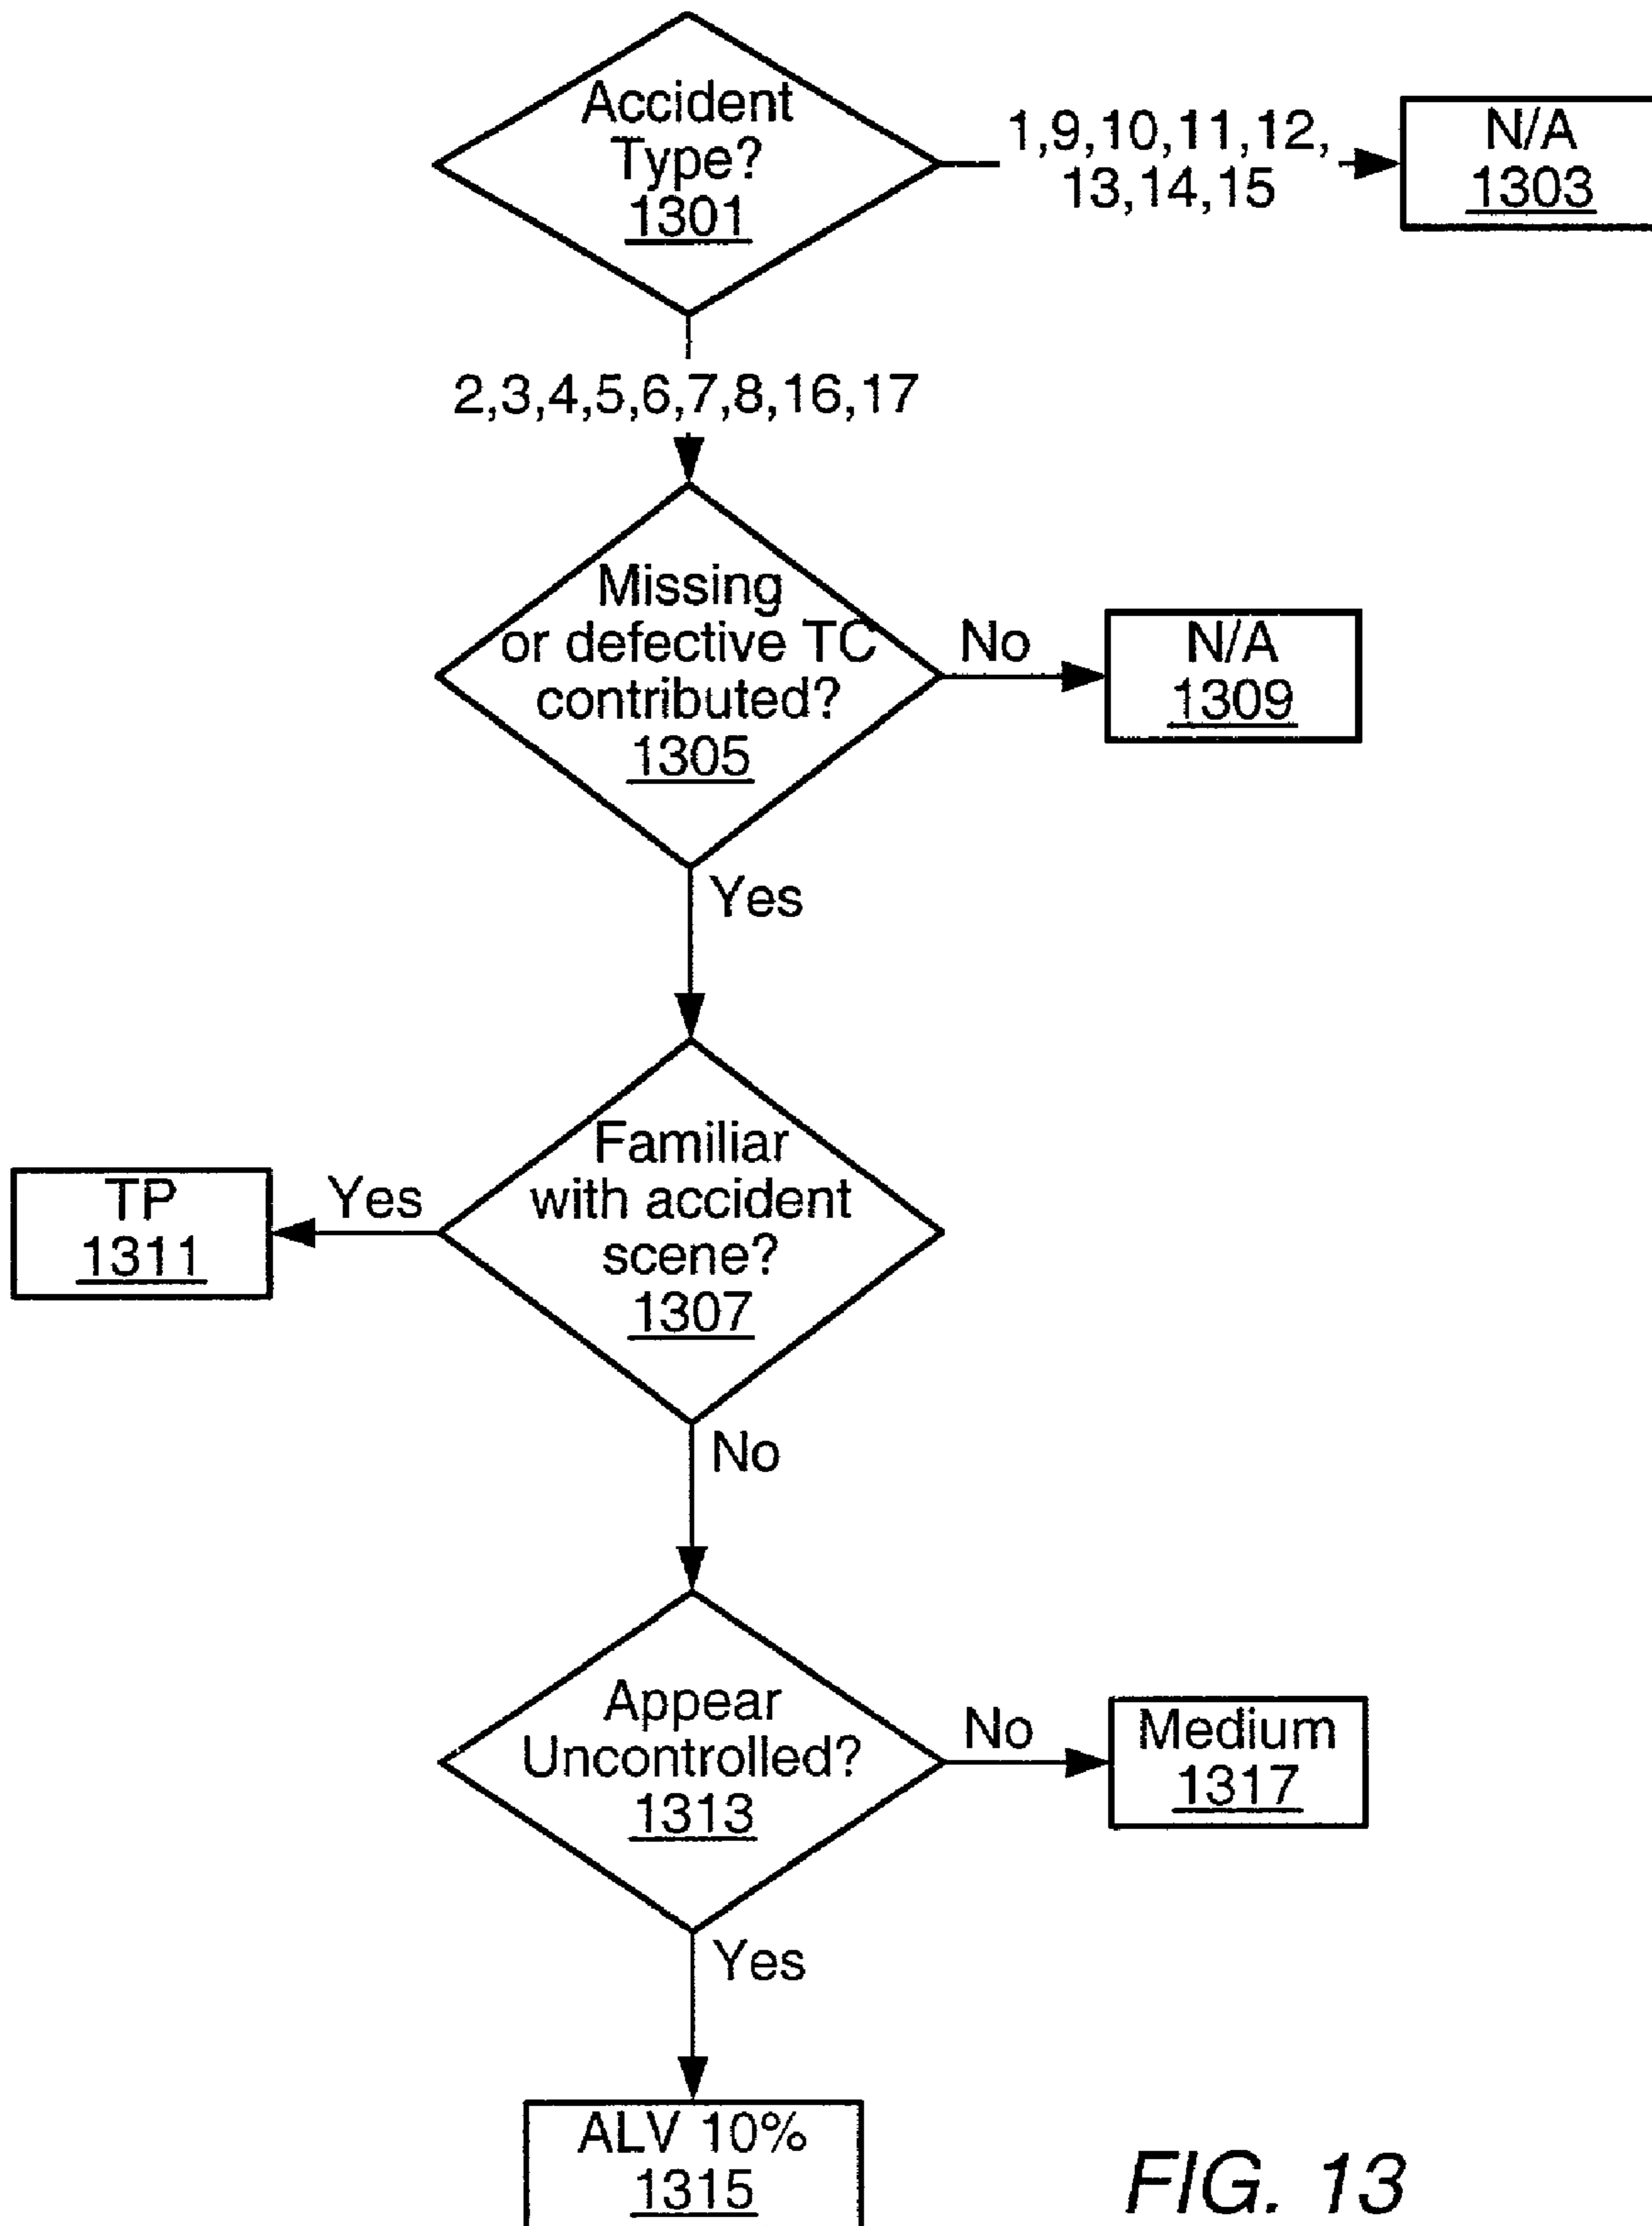 Accident
Type?
1301
1,9,10,11,12,
13,14,15
N/A
1303
2,3,4,5,6,7,8,16,17
Missing
or defective TC
contributed?
1305
No
N/A
1309
Yes
Familiar
with accident
scene?
1307
Yes
TP
1311
No
Appear
Uncontrolled?
1313
No
Medium
1317
Yes
ALV 10%
1315
FIG. 13